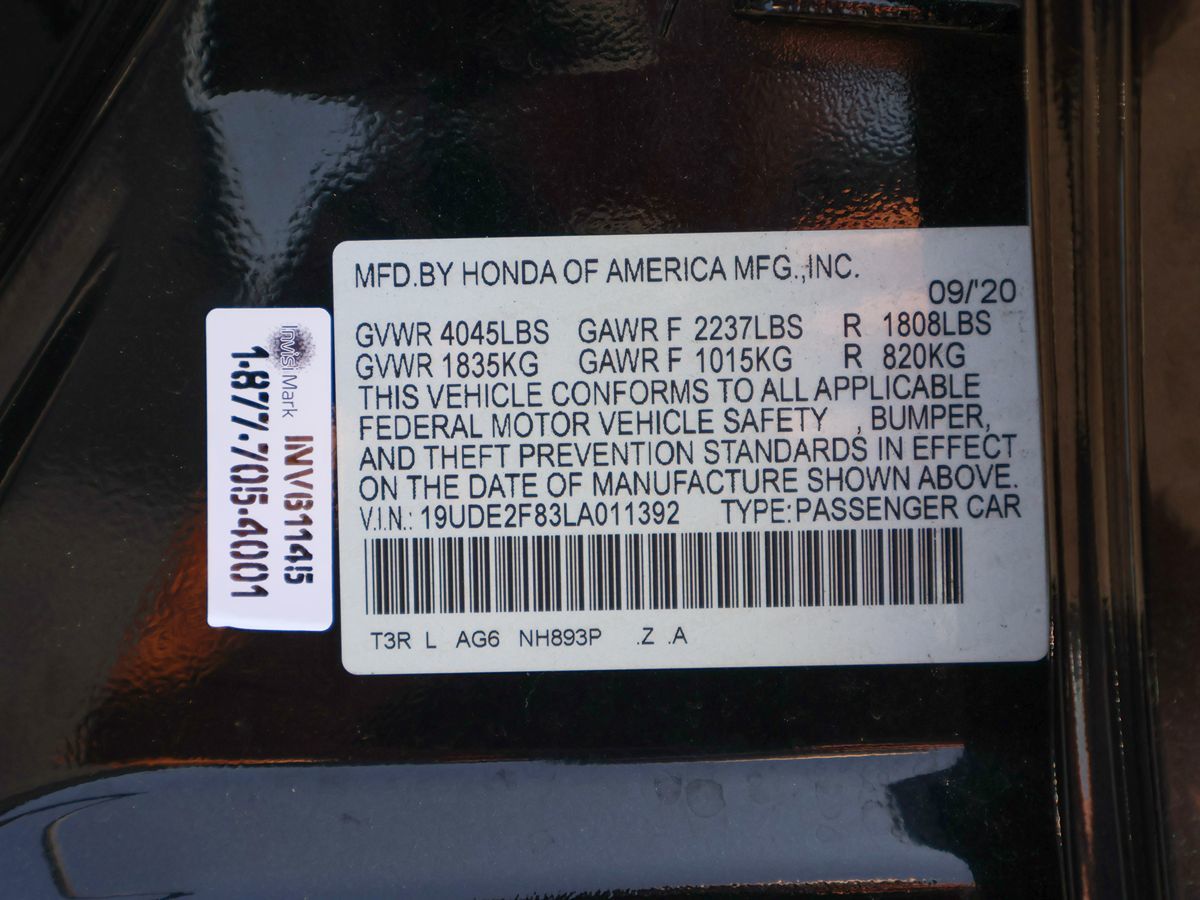 MFD.BY HONDA OF AMERICA MFG.,INC.
09/'20
GVWR 4045LBS GAWR F 2237LBS R 1808LBS
GVWR 1835KG GAWR F 1015KG R 820KG
THIS VEHICLE CONFORMS TO ALL APPLICABLE
FEDERAL MOTOR VEHICLE SAFETY , BUMPER,
AND THEFT PREVENTION STANDARDS IN EFFECT
ON THE DATE OF MANUFACTURE SHOWN ABOVE.
V.I.N.: 19UDE2F83LA011392 TYPE:PASSENGER CAR
T3R L AG6 NH893P .Z .A
InvisiMark
INV61145
1-877-705-4001